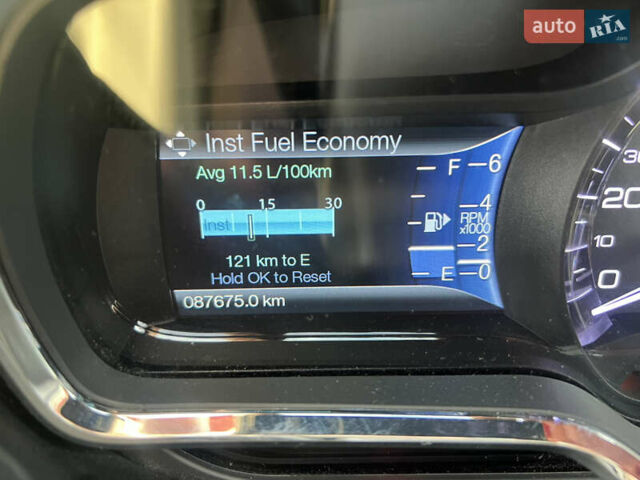 auto RIA .com
Inst Fuel Economy
Avg 11.5 L/100km
F 6
0 15 30
4
Inst
RPM
x1000
2
121 km to E
E 0
Hold OK to Reset
087675.0 km
30
20
10
0